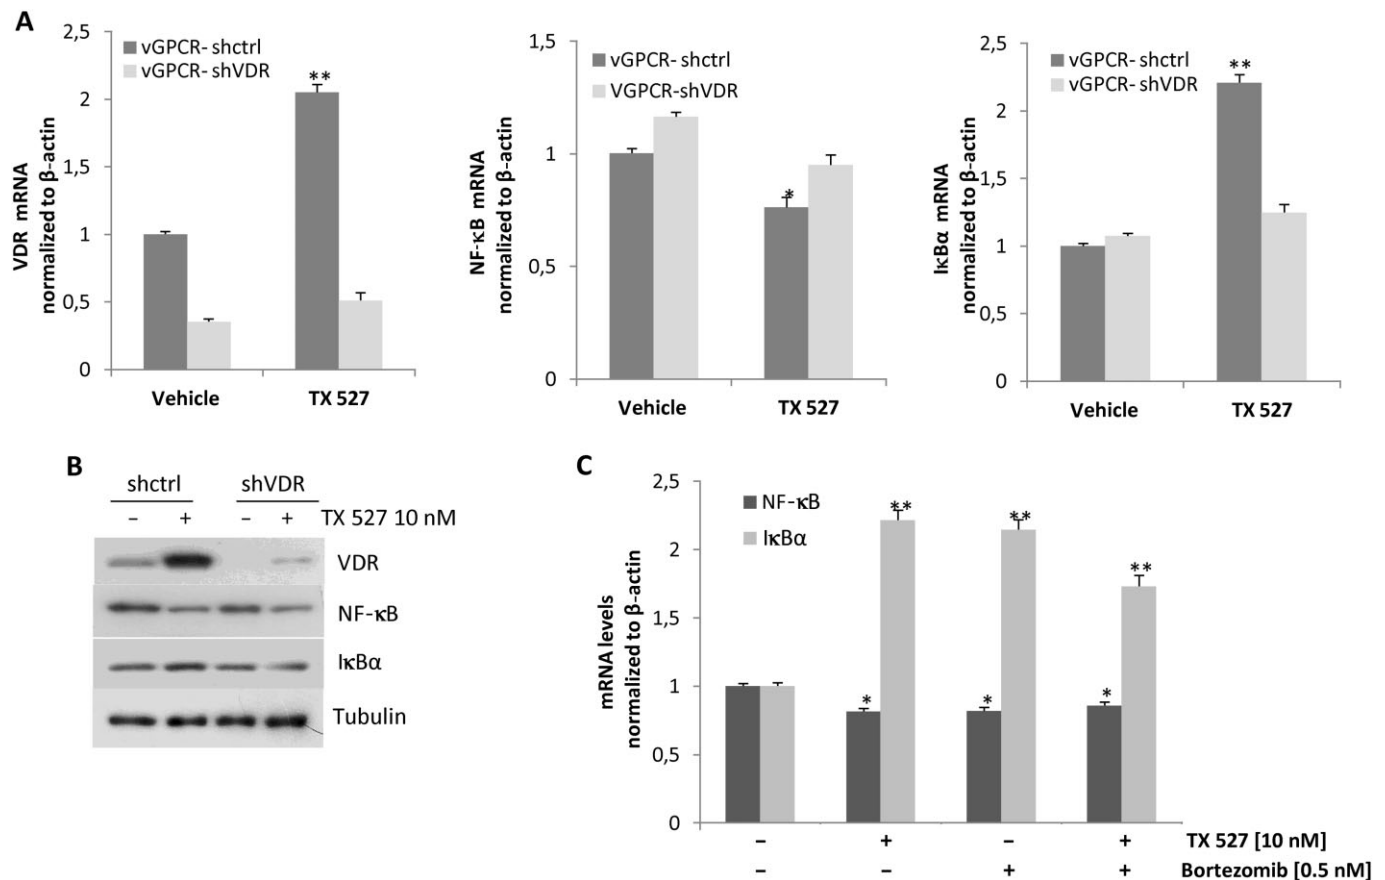 A
2,5
2
1,5
1
0,5
0
VDR mRNA
normalized to β-actin
vGPCR- shctrl
vGPCR- shVDR
**
Vehicle
TX 527
1,5
1
0,5
0
NF-κB mRNA
normalized to β-actin
vGPCR- shctrl
VGPCR-shVDR
*
Vehicle
TX 527
2,5
2
1,5
1
0,5
0
IκBα mRNA
normalized to β-actin
vGPCR- shctrl
vGPCR- shVDR
**
Vehicle
TX 527
B
shctrl
shVDR
– + – + TX 527 10 nM
VDR
NF-κB
IκBα
Tubulin
C
2,5
2
1,5
1
0,5
0
mRNA levels
normalized to β-actin
NF-κB
IκBα
** ** **
* * *
– + – + TX 527 [10 nM]
– – + + Bortezomib [0.5 nM]